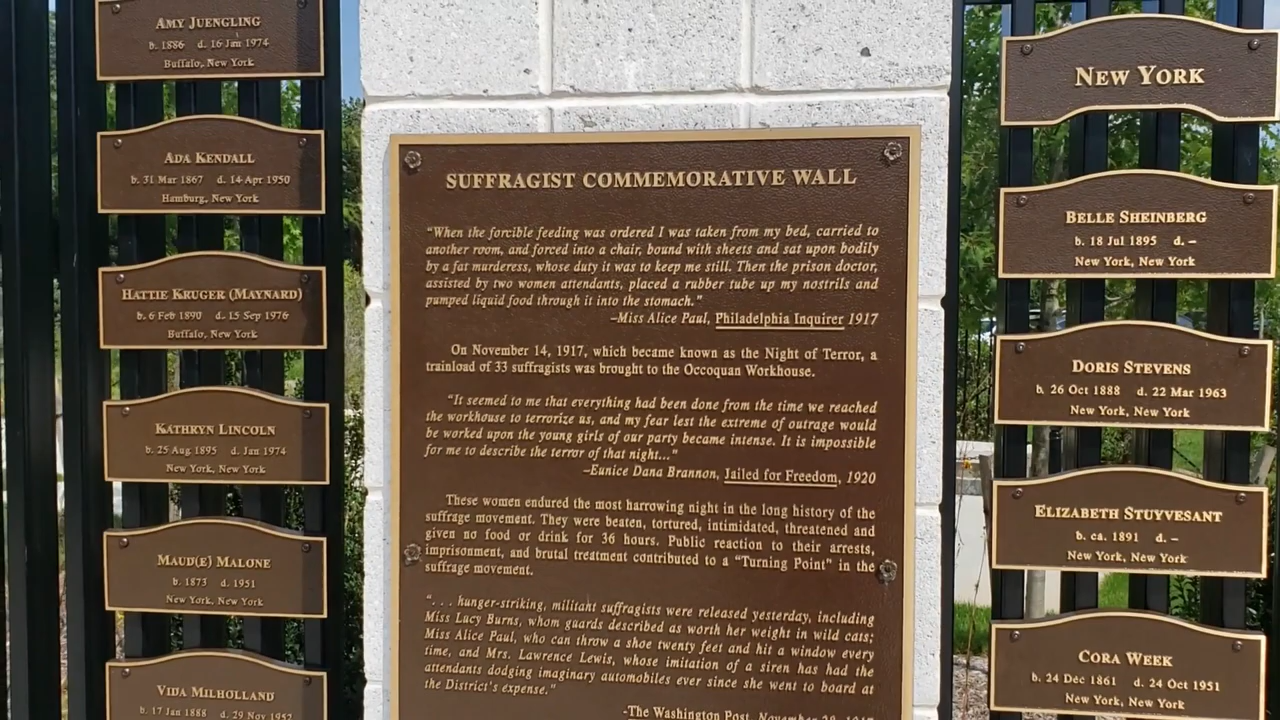 AMY JUENGLING
b. 1886 d. 16 Jan 1974
Buffalo, New York
ADA KENDALL
b. 31 Mar 1867 d. 14 Apr 1950
Hamburg, New York
HATTIE KRUGER (MAYNARD)
b. 6 Feb 1890 d. 15 Sep 1976
Buffalo, New York
KATHRYN LINCOLN
b. 25 Aug 1895 d. Jan 1974
New York, New York
MAUD(E) MALONE
b. 1873 d. 1951
New York, New York
VIDA MILHOLLAND
b. 17 Jan 1888 d. 29 Nov 1952
SUFFRAGIST COMMEMORATIVE WALL
"When the forcible feeding was ordered I was taken from my bed, carried to
another room, and forced into a chair, bound with sheets and sat upon bodily
by a fat murderess, whose duty it was to keep me still. Then the prison doctor,
assisted by two women attendants, placed a rubber tube up my nostrils and
pumped liquid food through it into the stomach."
–Miss Alice Paul, Philadelphia Inquirer 1917
On November 14, 1917, which became known as the Night of Terror, a
trainload of 33 suffragists was brought to the Occoquan Workhouse.
"It seemed to me that everything had been done from the time we reached
the workhouse to terrorize us, and my fear lest the extreme of outrage would
be worked upon the young girls of our party became intense. It is impossible
for me to describe the terror of that night..."
–Eunice Dana Brannon, Jailed for Freedom, 1920
These women endured the most harrowing night in the long history of the
suffrage movement. They were beaten, tortured, intimidated, threatened and
given no food or drink for 36 hours. Public reaction to their arrests,
imprisonment, and brutal treatment contributed to a "Turning Point" in the
suffrage movement.
". . . hunger-striking, militant suffragists were released yesterday, including
Miss Lucy Burns, whom guards described as worth her weight in wild cats;
Miss Alice Paul, who can throw a shoe twenty feet and hit a window every
time, and Mrs. Lawrence Lewis, whose imitation of a siren has had the
attendants dodging imaginary automobiles ever since she went to board at
the District's expense."
-The Washington Post, November
NEW YORK
BELLE SHEINBERG
b. 18 Jul 1895 d. –
New York, New York
DORIS STEVENS
b. 26 Oct 1888 d. 22 Mar 1963
New York, New York
ELIZABETH STUYVESANT
b. ca. 1891 d. –
New York, New York
CORA WEEK
b. 24 Dec 1861 d. 24 Oct 1951
New York, New York